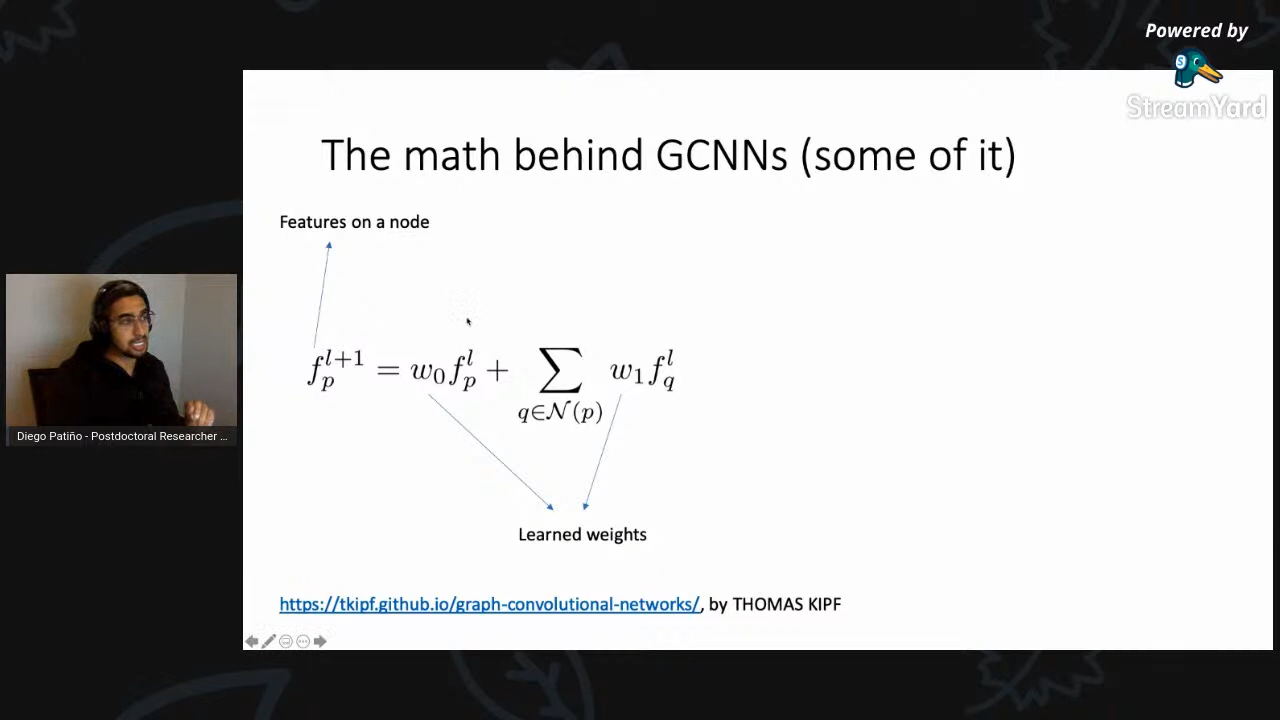 Powered by
StreamYard
The math behind GCNNs (some of it)
Features on a node
f_p^{l+1} = w_0 f_p^l + \sum_{q \in \mathcal{N}(p)} w_1 f_q^l
Learned weights
https://tkipf.github.io/graph-convolutional-networks/, by THOMAS KIPF
Diego Patiño - Postdoctoral Researcher ...